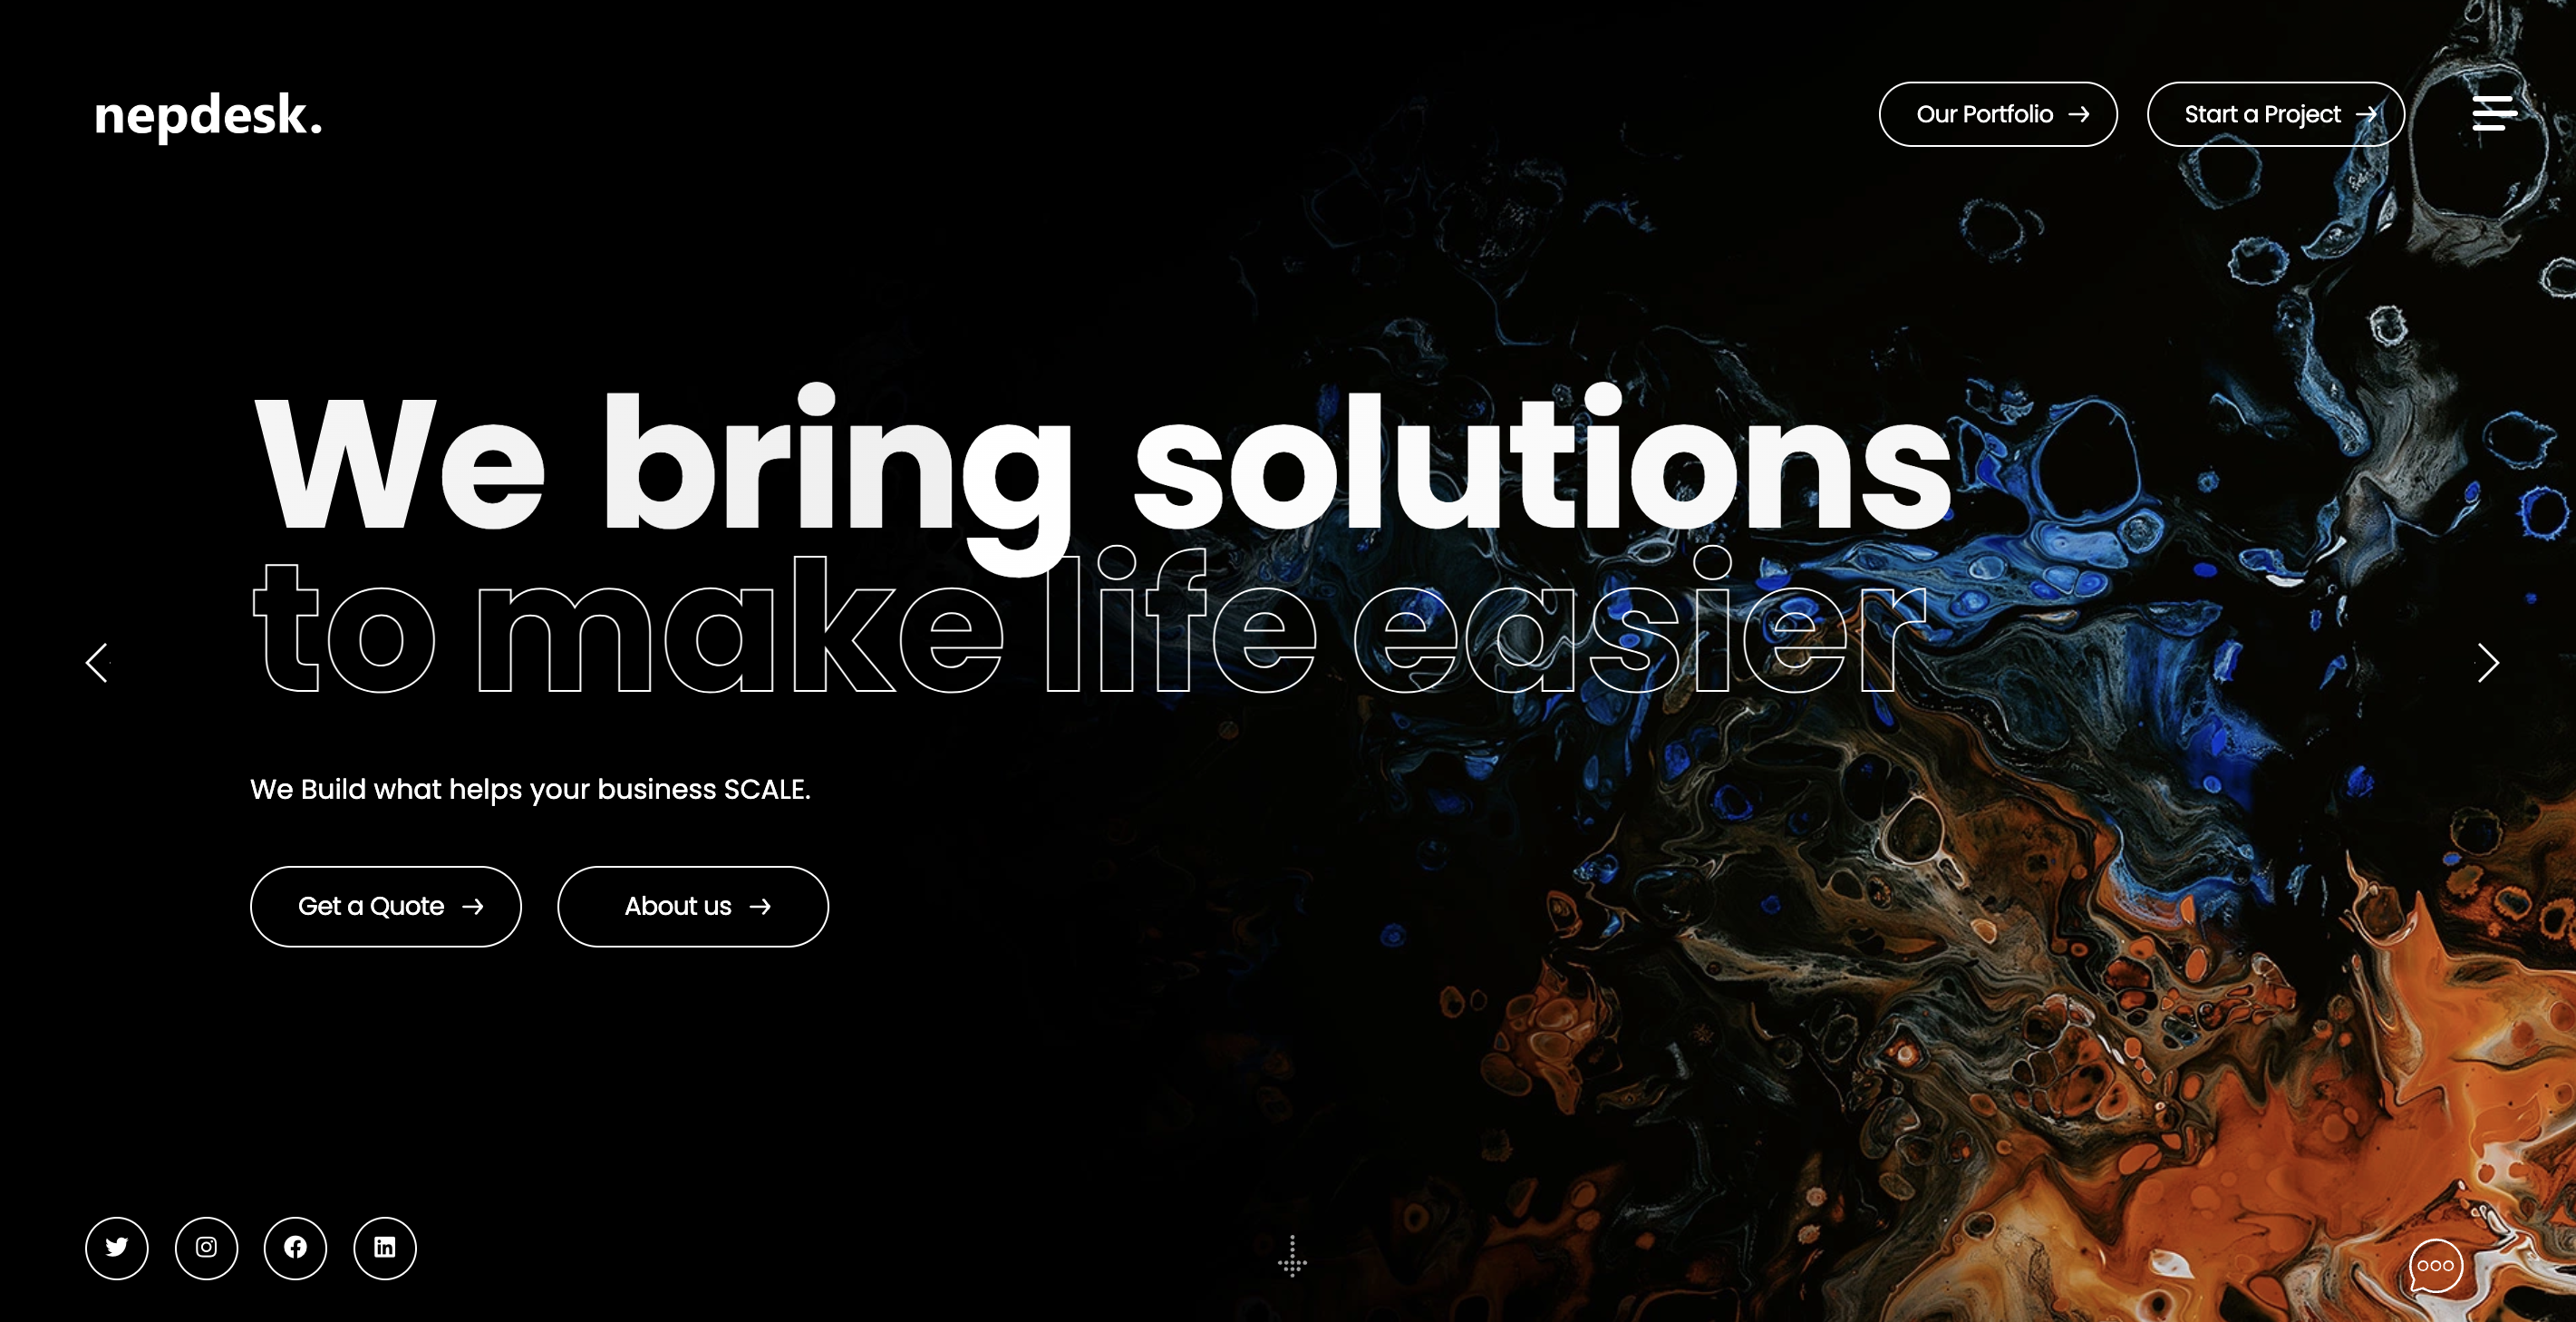 nepdesk.
Our Portfolio
Start a Project
We bring solutions
to make life easier
We Build what helps your business SCALE.
Get a Quote
About us